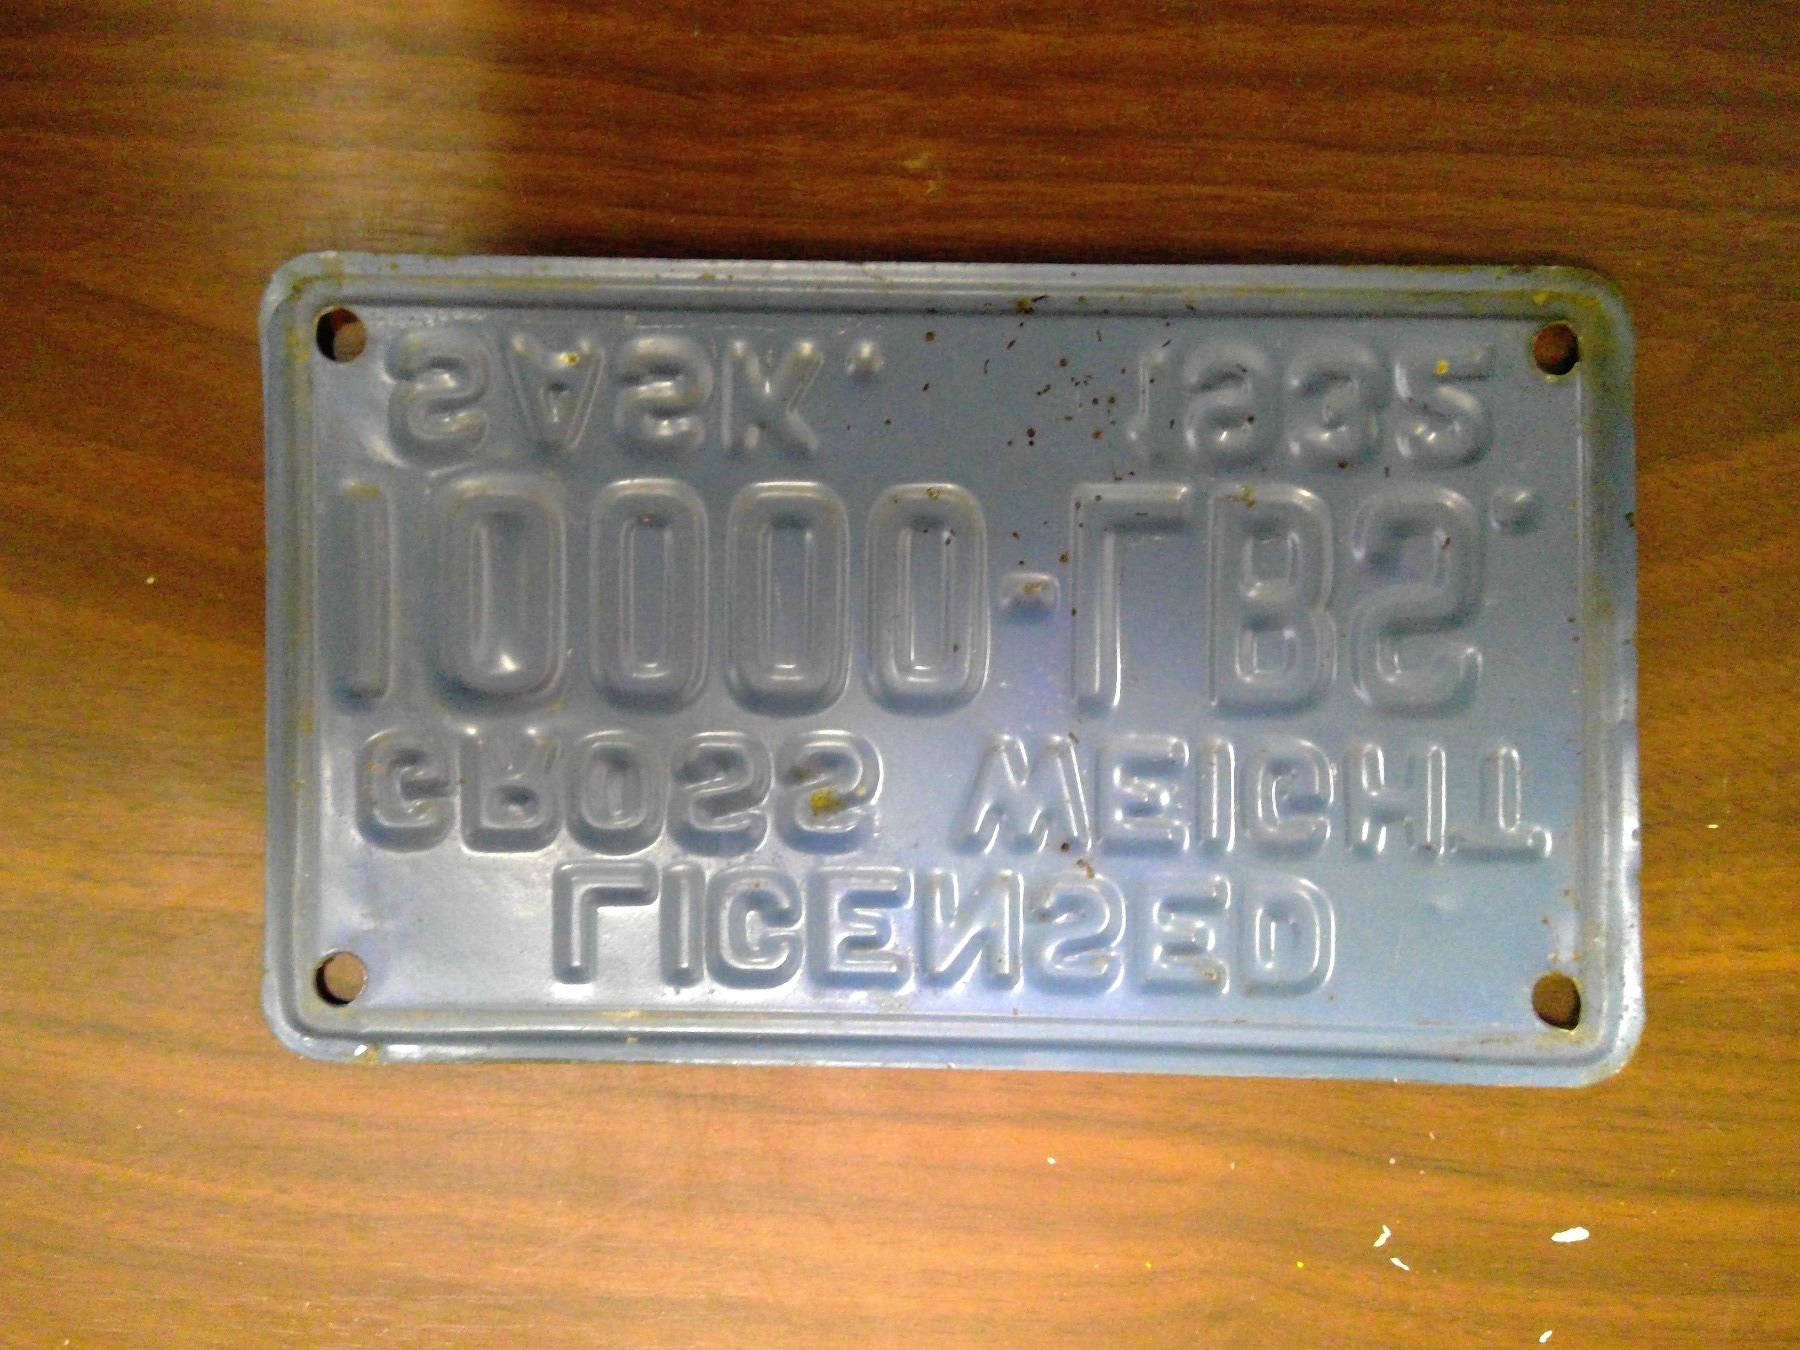 LICENSED
GROSS WEIGHT
10000-LBS.
SASK.